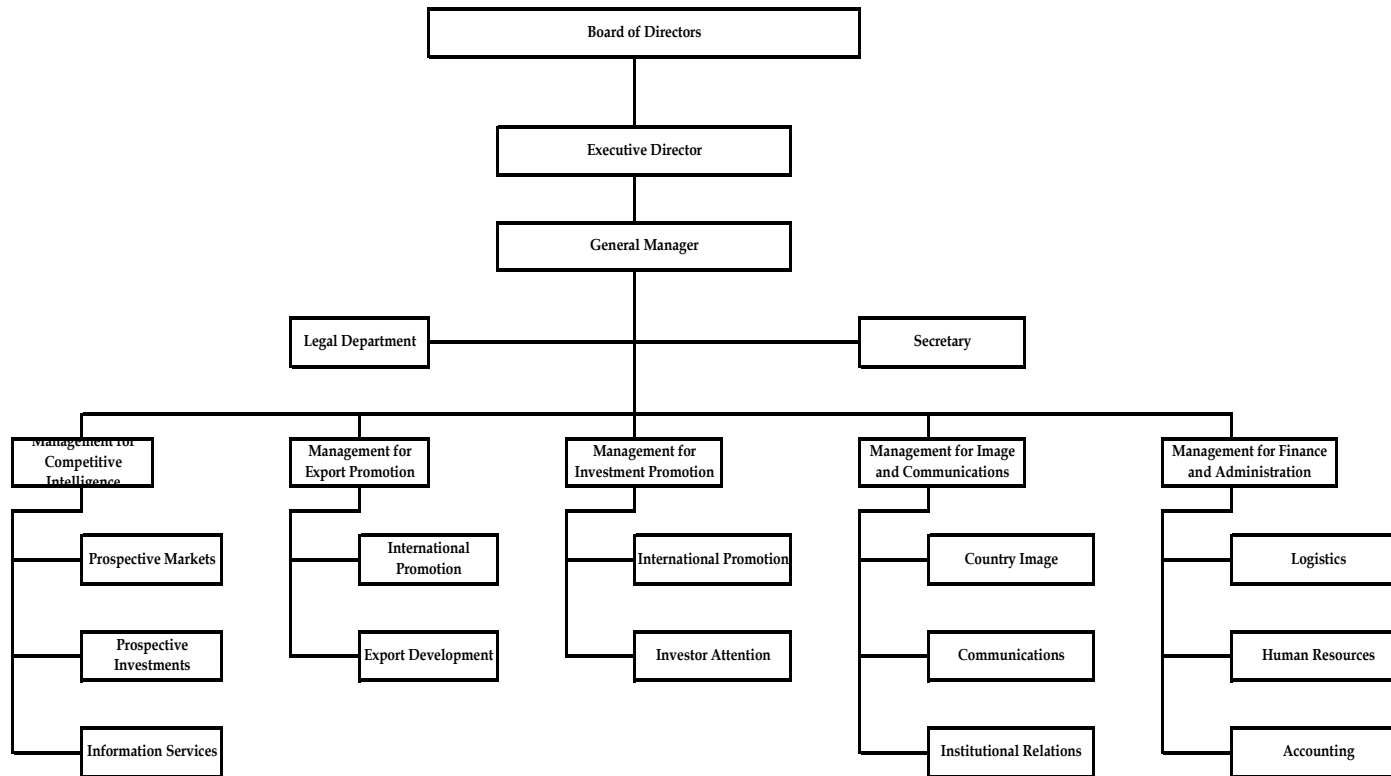 Board of Directors
Executive Director
General Manager
Legal Department
Secretary
Management for
Competitive
Intelligence
Management for
Export Promotion
Management for
Investment Promotion
Management for Image
and Communications
Management for Finance
and Administration
Prospective Markets
International
Promotion
International Promotion
Country Image
Logistics
Prospective
Investments
Export Development
Investor Attention
Communications
Human Resources
Information Services
Institutional Relations
Accounting